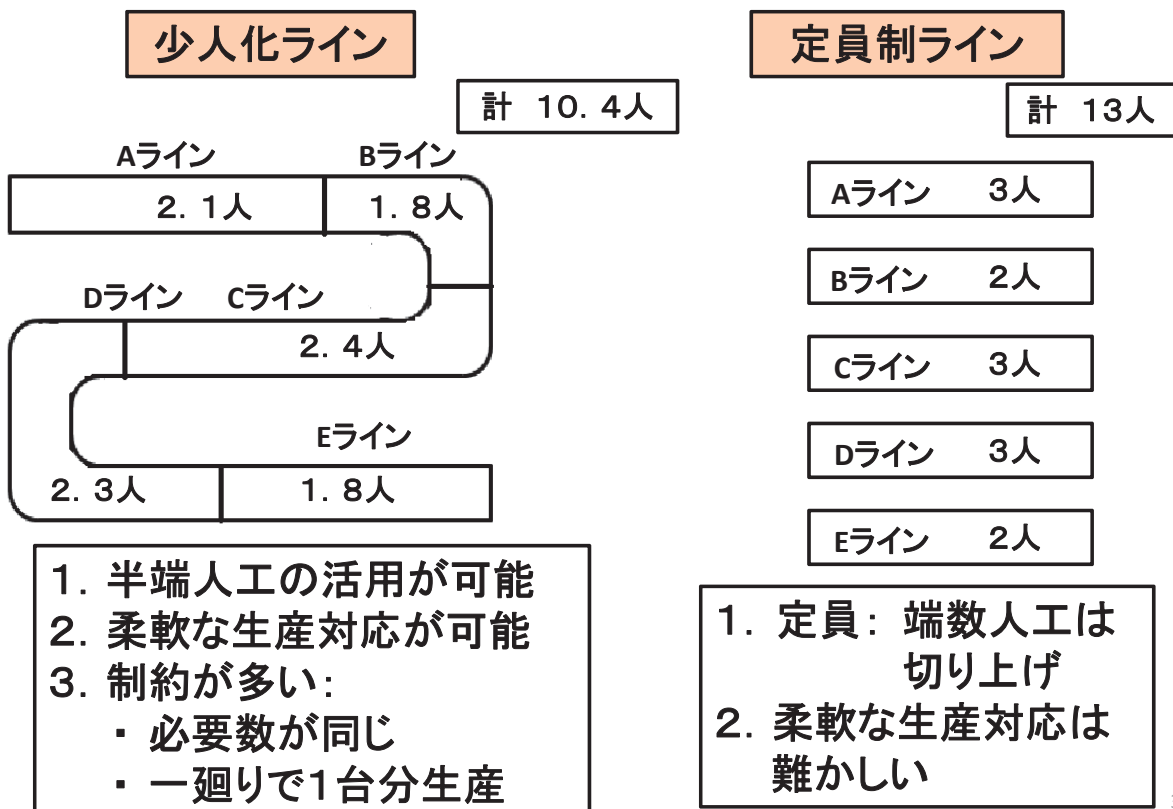 少人化ライン
計 10.4人
Aライン Bライン
2.1人 1.8人
Dライン Cライン
2.4人
Eライン
2.3人 1.8人
1. 半端人工の活用が可能
2. 柔軟な生産対応が可能
3. 制約が多い:
・ 必要数が同じ
・ 一廻りで1台分生産
定員制ライン
計 13人
Aライン 3人
Bライン 2人
Cライン 3人
Dライン 3人
Eライン 2人
1. 定員: 端数人工は
切り上げ
2. 柔軟な生産対応は
難かしい